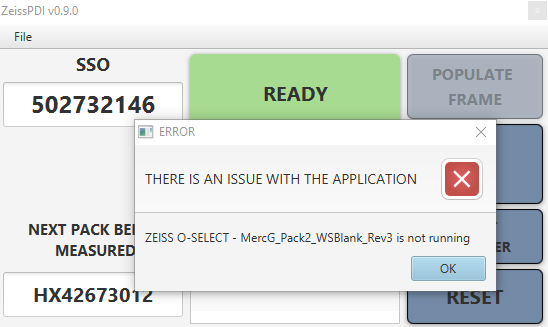 ZeissPDI v0.9.0
File
SSO
502732146
READY
POPULATE
FRAME
ERROR
THERE IS AN ISSUE WITH THE APPLICATION
ZEISS O-SELECT - MercG_Pack2_WSBlank_Rev3 is not running
OK
NEXT PACK BE
MEASURED
ER
HX42673012
RESET